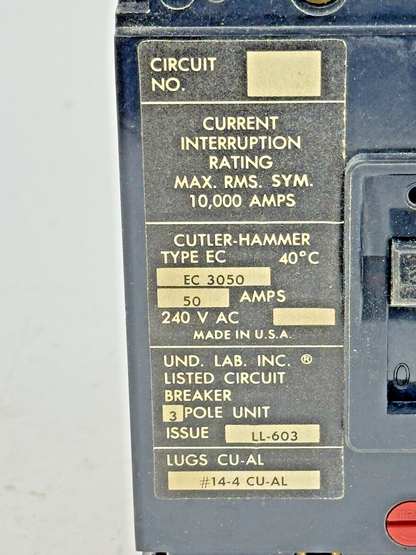 CIRCUIT
NO.
CURRENT
INTERRUPTION
RATING
MAX. RMS. SYM.
10,000 AMPS
CUTLER-HAMMER
TYPE EC 40°C
EC 3050
50 AMPS
240 V AC
MADE IN U.S.A.
UND. LAB. INC. ®
LISTED CIRCUIT
BREAKER
3 POLE UNIT
ISSUE LL-603
LUGS CU-AL
#14-4 CU-AL
O